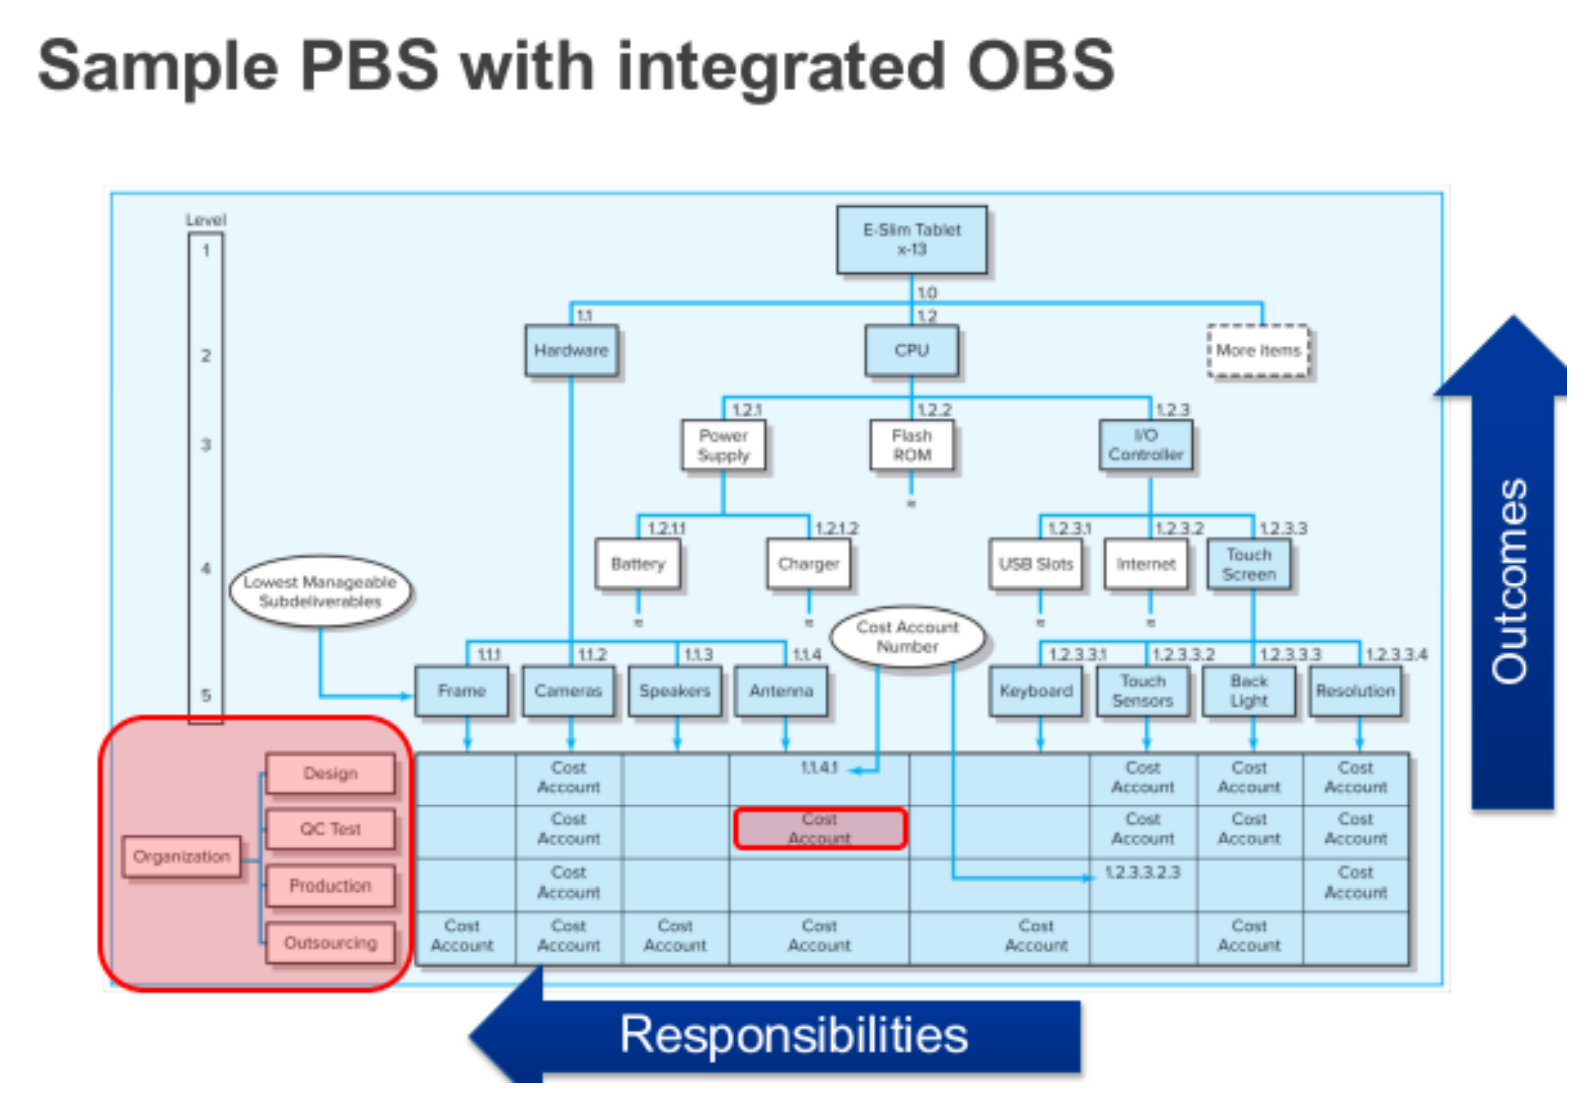 Sample PBS with integrated OBS
Level
1
2
3
4
5
E-Slim Tablet
x-13
1.0
1.1
1.2
Hardware
CPU
More items
1.2.1
1.2.2
1.2.3
Power
Supply
Flash
ROM
I/O
Controller
1.2.1.1
1.2.1.2
1.2.3.1
1.2.3.2
1.2.3.3
Battery
Charger
USB Slots
Internet
Touch
Screen
Lowest Manageable
Subdeliverables
Cost Account
Number
1.1.1
1.1.2
1.1.3
1.1.4
1.2.3.3.1
1.2.3.3.2
1.2.3.3.3
1.2.3.3.4
Frame
Cameras
Speakers
Antenna
Keyboard
Touch
Sensors
Back
Light
Resolution
Organization
Design
Cost
Account
1.1.4.1
Cost
Account
Cost
Account
Cost
Account
QC Test
Cost
Account
Cost
Account
Cost
Account
Cost
Account
Cost
Account
Production
Cost
Account
1.2.3.3.2.3
Cost
Account
Outsourcing
Cost
Account
Cost
Account
Cost
Account
Cost
Account
Cost
Account
Cost
Account
Outcomes
Responsibilities